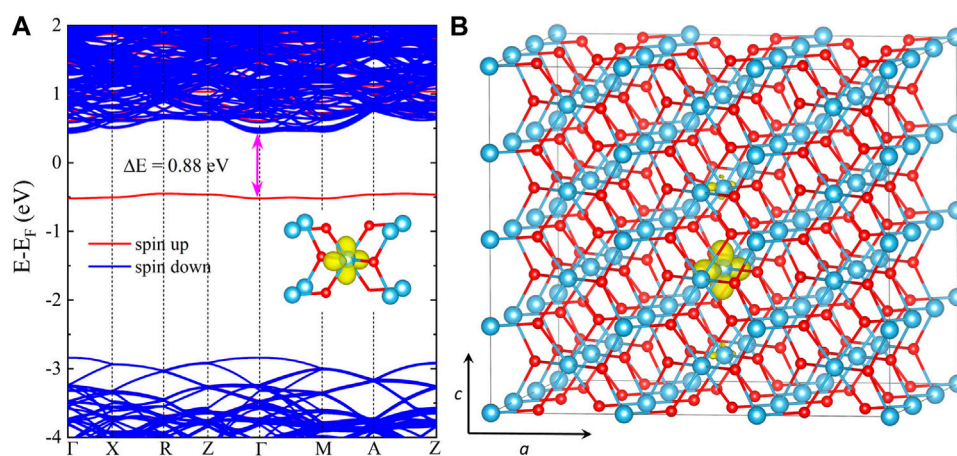 A
B
2
1
0
-1
-2
-3
-4
E-E_F (eV)
ΔE = 0.88 eV
spin up
spin down
Γ X R Z Γ M A Z
c
a